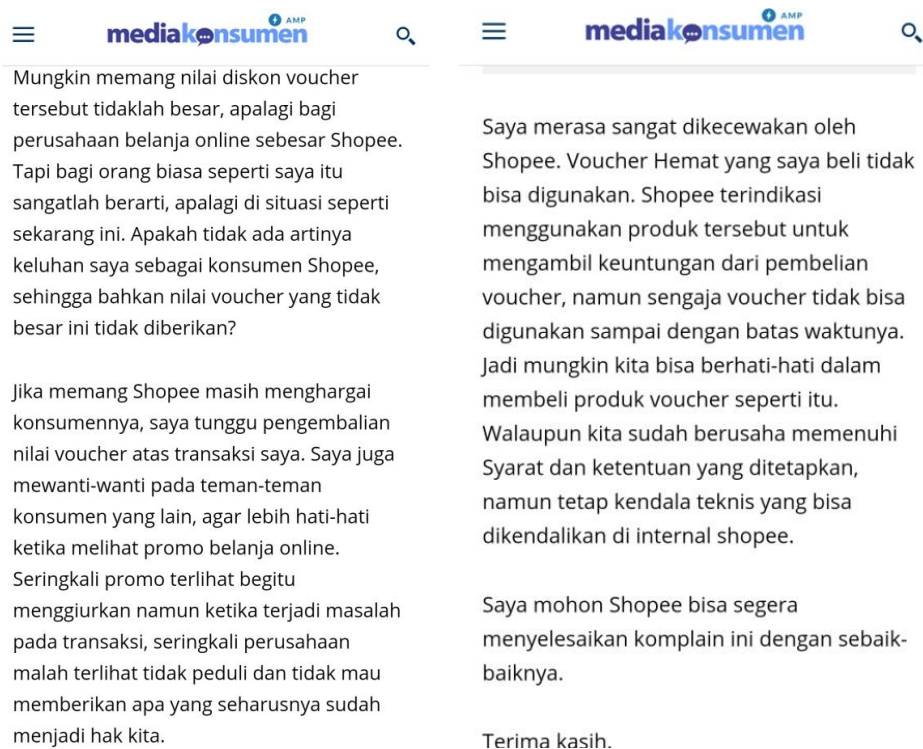 AMP
mediakonsumen
Mungkin memang nilai diskon voucher
tersebut tidaklah besar, apalagi bagi
perusahaan belanja online sebesar Shopee.
Tapi bagi orang biasa seperti saya itu
sangatlah berarti, apalagi di situasi seperti
sekarang ini. Apakah tidak ada artinya
keluhan saya sebagai konsumen Shopee,
sehingga bahkan nilai voucher yang tidak
besar ini tidak diberikan?
Jika memang Shopee masih menghargai
konsumennya, saya tunggu pengembalian
nilai voucher atas transaksi saya. Saya juga
mewanti-wanti pada teman-teman
konsumen yang lain, agar lebih hati-hati
ketika melihat promo belanja online.
Seringkali promo terlihat begitu
menggiurkan namun ketika terjadi masalah
pada transaksi, seringkali perusahaan
malah terlihat tidak peduli dan tidak mau
memberikan apa yang seharusnya sudah
menjadi hak kita.
AMP
mediakonsumen
Saya merasa sangat dikecewakan oleh
Shopee. Voucher Hemat yang saya beli tidak
bisa digunakan. Shopee terindikasi
menggunakan produk tersebut untuk
mengambil keuntungan dari pembelian
voucher, namun sengaja voucher tidak bisa
digunakan sampai dengan batas waktunya.
Jadi mungkin kita bisa berhati-hati dalam
membeli produk voucher seperti itu.
Walaupun kita sudah berusaha memenuhi
Syarat dan ketentuan yang ditetapkan,
namun tetap kendala teknis yang bisa
dikendalikan di internal shopee.
Saya mohon Shopee bisa segera
menyelesaikan komplain ini dengan sebaik-
baiknya.
Terima kasih.